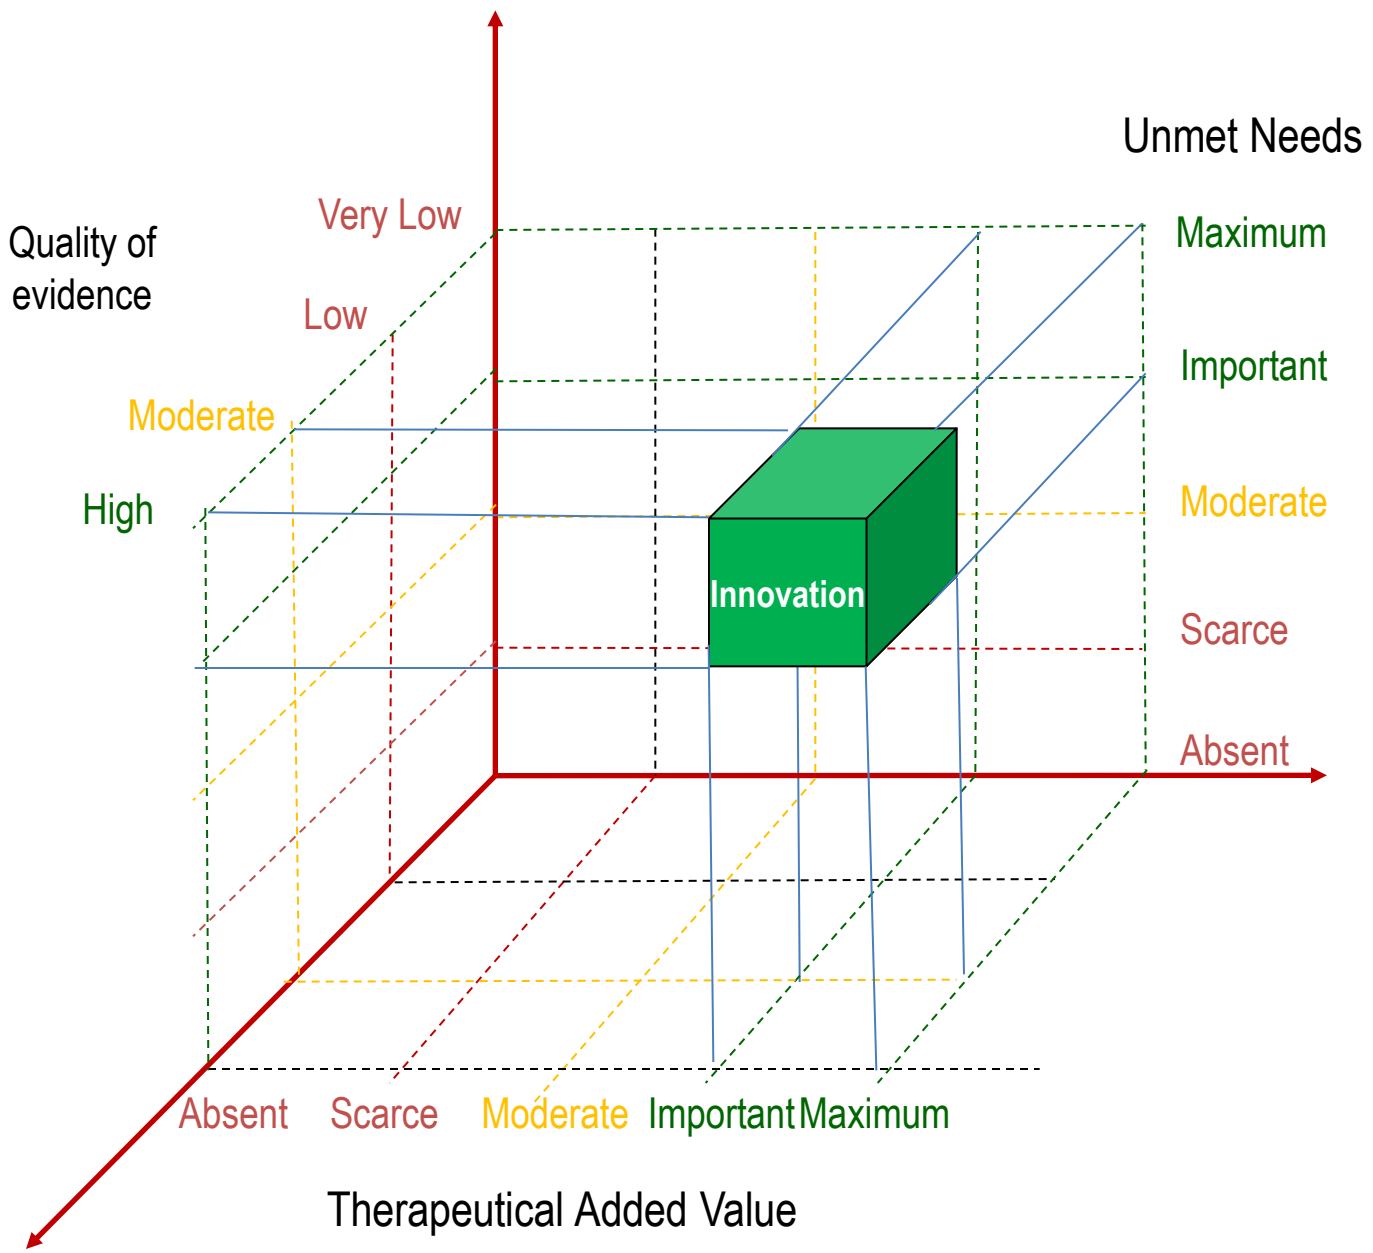 Unmet Needs
Very Low
Maximum
Quality of
evidence
Low
Important
Moderate
High
Moderate
Innovation
Scarce
Absent
Absent
Scarce
Moderate
Important
Maximum
Therapeutical Added Value